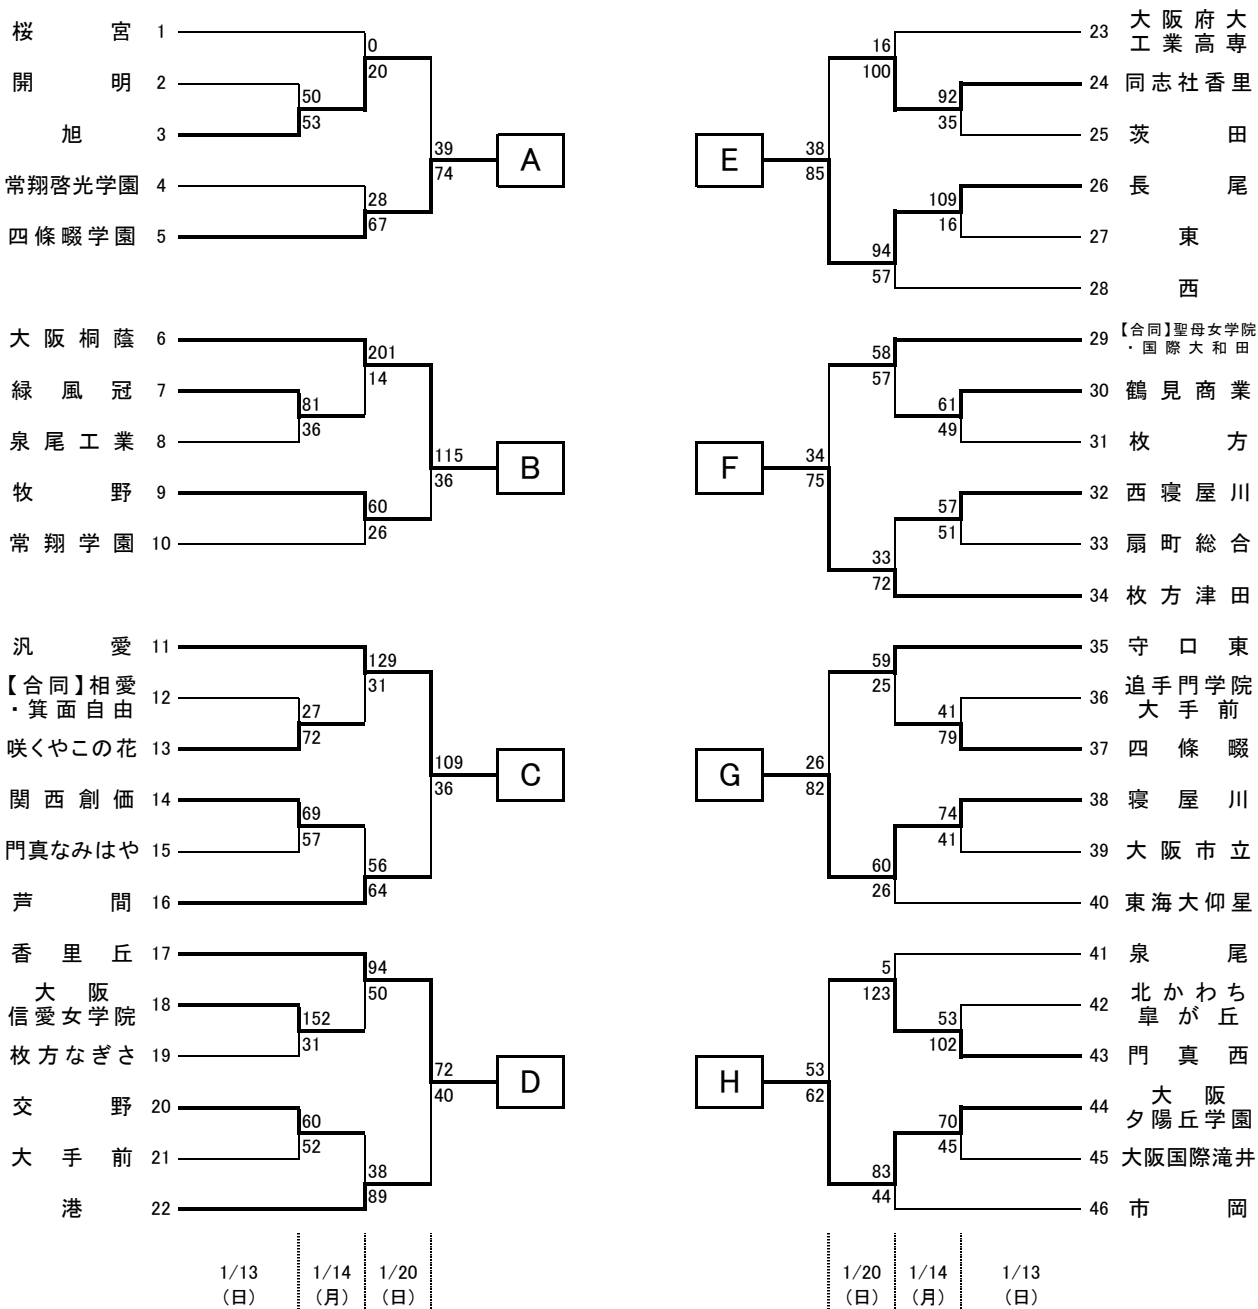 桜宮 1
0
20
開明 2
50
53
旭 3
39
74
A
常翔啓光学園 4
28
67
四條畷学園 5
大阪桐蔭 6
201
14
緑風冠 7
81
36
泉尾工業 8
115
36
B
牧野 9
60
26
常翔学園 10
汎愛 11
129
31
【合同】相愛
・箕面自由 12
27
72
咲くやこの花 13
109
36
C
関西創価 14
69
57
門真なみはや 15
56
64
芦間 16
香里丘 17
94
50
大阪
信愛女学院 18
152
31
枚方なぎさ 19
72
40
D
交野 20
60
52
大手前 21
38
89
港 22
1/13
(日)
1/14
(月)
1/20
(日)
23 大阪府大
工業高専
16
100
24 同志社香里
92
35
25 茨田
E
38
85
26 長尾
109
16
27 東
94
57
28 西
29 【合同】聖母女学院
・国際大和田
58
57
30 鶴見商業
61
49
31 枚方
F
34
75
32 西寝屋川
57
51
33 扇町総合
33
72
34 枚方津田
35 守口東
59
25
36 追手門学院
大手前
41
79
37 四條畷
G
26
82
38 寝屋川
74
41
39 大阪市立
60
26
40 東海大仰星
41 泉尾
5
123
42 北かわち
皐が丘
53
102
43 門真西
H
53
62
44 大阪
夕陽丘学園
70
45
45 大阪国際滝井
83
44
46 市岡
1/20
(日)
1/14
(月)
1/13
(日)